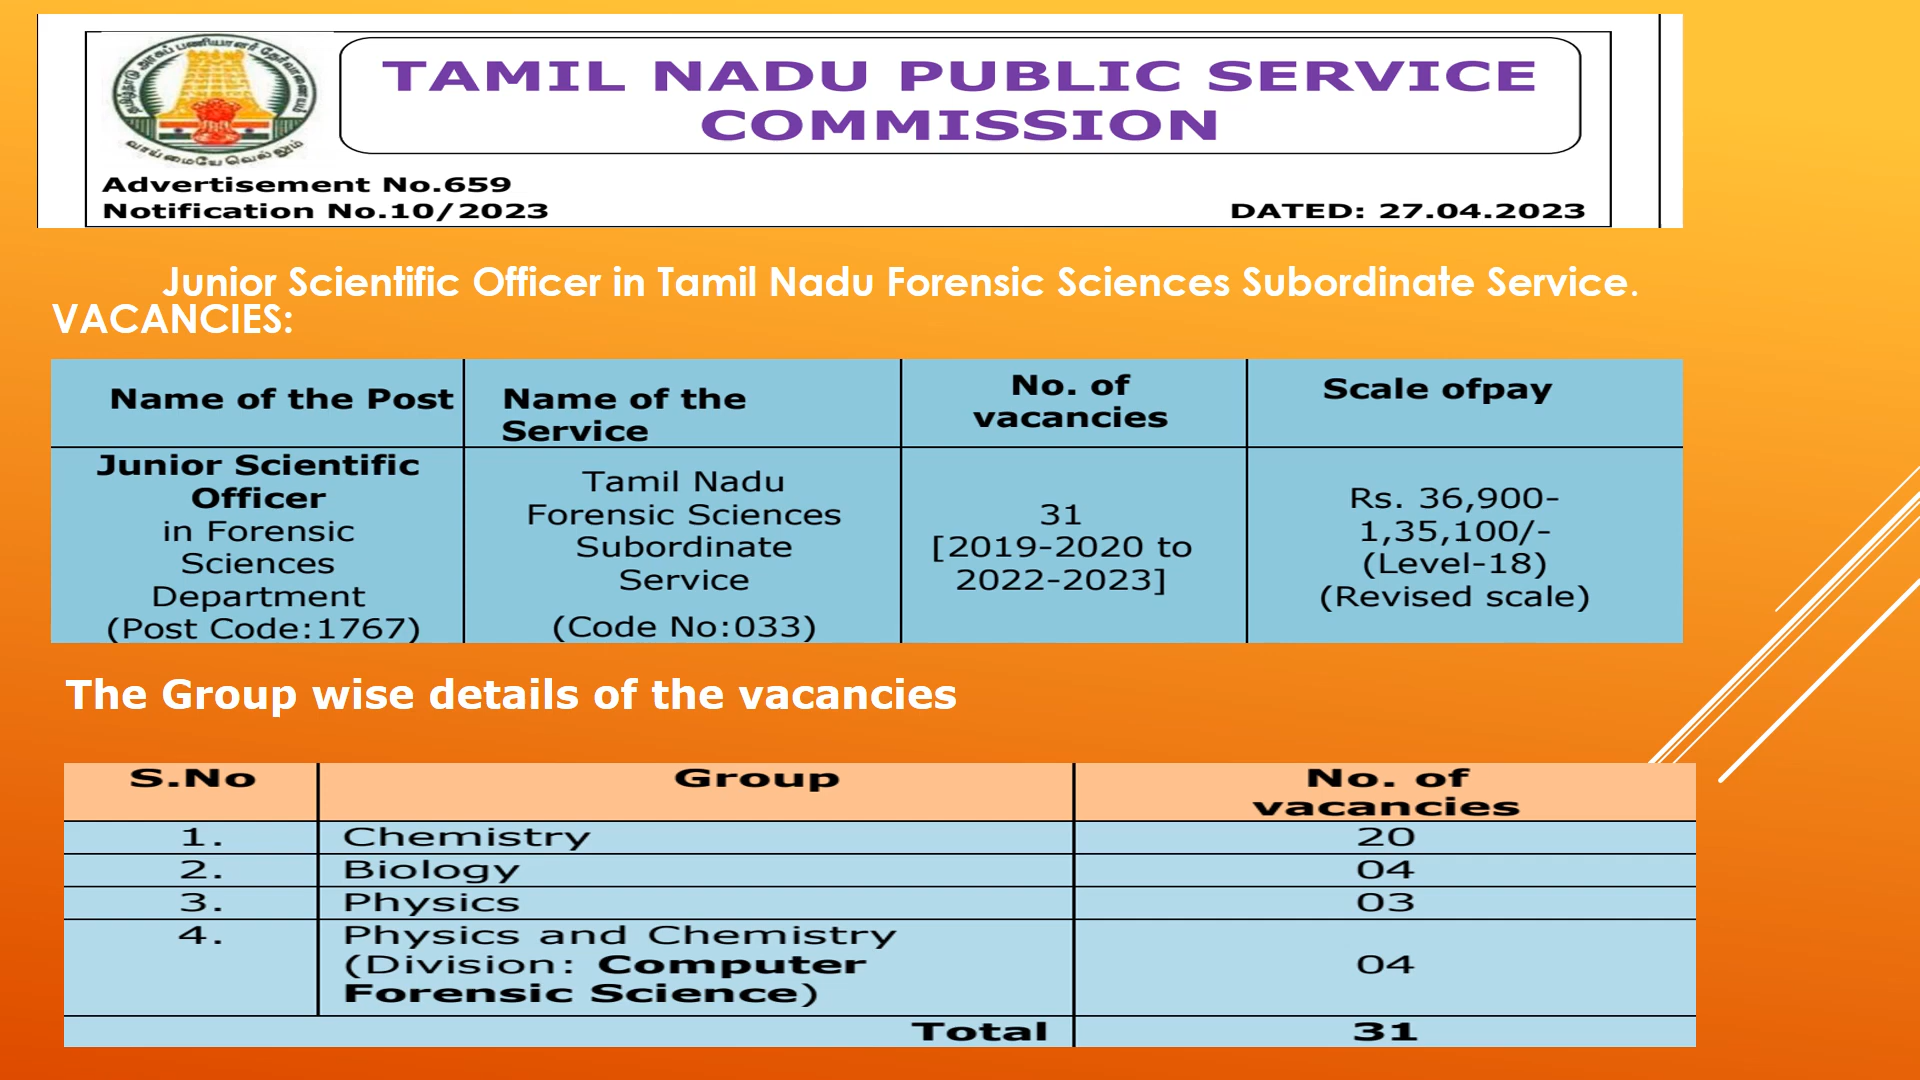 தமிழ்நாடு அரசுப் பணியாளர் தேர்வாணையம்
வாய்மையே வெல்லும்
TAMIL NADU PUBLIC SERVICE
COMMISSION
Advertisement No.659
Notification No.10/2023
DATED: 27.04.2023
Junior Scientific Officer in Tamil Nadu Forensic Sciences Subordinate Service.
VACANCIES:
Name of the Post
Name of the
Service
No. of
vacancies
Scale ofpay
Junior Scientific
Officer
in Forensic
Sciences
Department
(Post Code:1767)
Tamil Nadu
Forensic Sciences
Subordinate
Service
(Code No:033)
31
[2019-2020 to
2022-2023]
Rs. 36,900-
1,35,100/-
(Level-18)
(Revised scale)
The Group wise details of the vacancies
S.No
Group
No. of
vacancies
1.
Chemistry
20
2.
Biology
04
3.
Physics
03
4.
Physics and Chemistry
(Division: Computer
Forensic Science)
04
Total
31